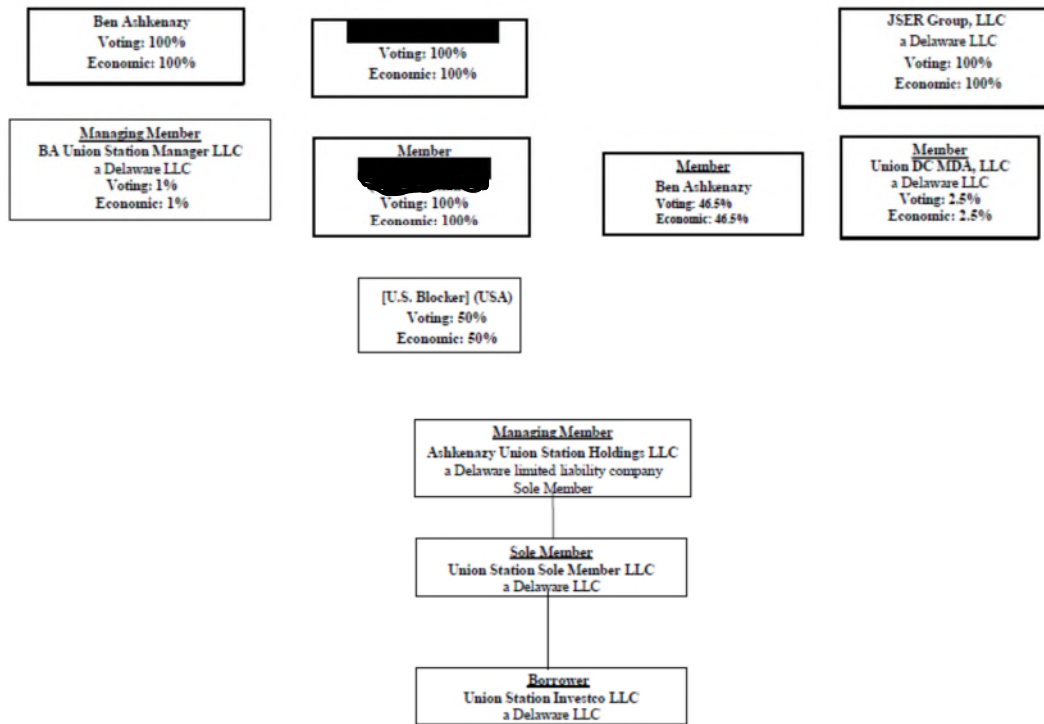 Ben Ashkenazy
Voting: 100%
Economic: 100%
Voting: 100%
Economic: 100%
JSER Group, LLC
a Delaware LLC
Voting: 100%
Economic: 100%
Managing Member
BA Union Station Manager LLC
a Delaware LLC
Voting: 1%
Economic: 1%
Member
Voting: 100%
Economic: 100%
Member
Ben Ashkenazy
Voting: 46.5%
Economic: 46.5%
Member
Union DC MDA, LLC
a Delaware LLC
Voting: 2.5%
Economic: 2.5%
[U.S. Blocker] (USA)
Voting: 50%
Economic: 50%
Managing Member
Ashkenazy Union Station Holdings LLC
a Delaware limited liability company
Sole Member
Sole Member
Union Station Sole Member LLC
a Delaware LLC
Borrower
Union Station Investco LLC
a Delaware LLC